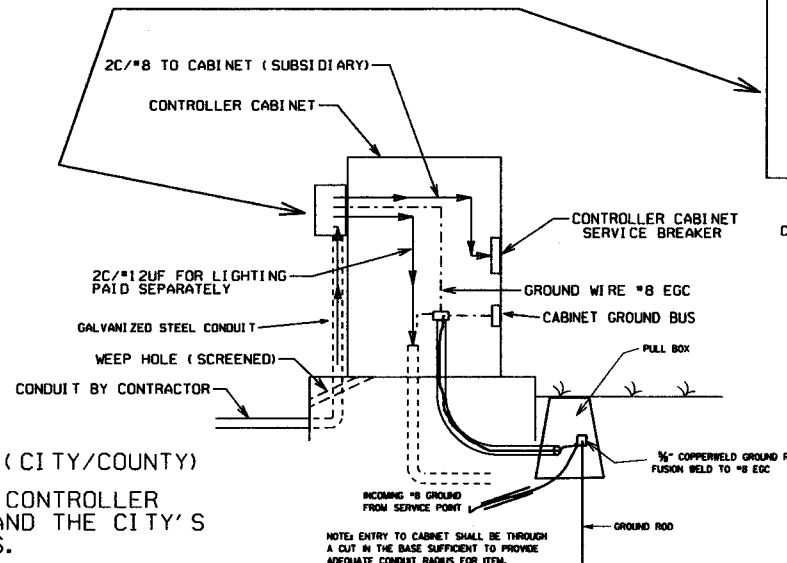 2C/#8 TO CABINET (SUBSIDIARY)
CONTROLLER CABINET
CONTROLLER CABINET
SERVICE BREAKER
2C/#12UF FOR LIGHTING
PAID SEPARATELY
GROUND WIRE #8 EGC
CABINET GROUND BUS
GALVANIZED STEEL CONDUIT
PULL BOX
WEEP HOLE (SCREENED)
CONDUIT BY CONTRACTOR
(CITY/COUNTY)
COPPERWELD GROUND R
FUSION WELD TO #8 EGC
CONTROLLER
AND THE CITY'S
S.
INCOMING #8 GROUND
FROM SERVICE POINT
GROUND ROD
NOTE: ENTRY TO CABINET SHALL BE THROUGH
A CUT IN THE BASE SUFFICIENT TO PROVIDE
ADEQUATE CONDUIT RADIUS FOR ITEM.